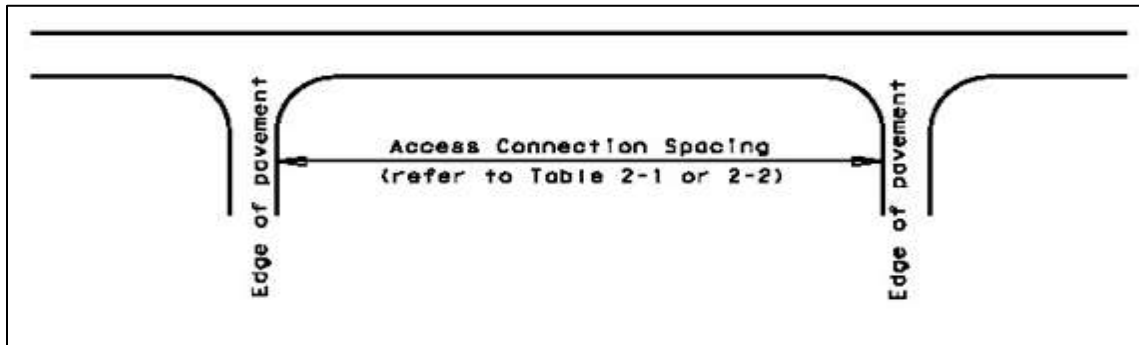 Edge of pavement
Access Connection Spacing
(refer to Table 2-1 or 2-2)
Edge of pavement